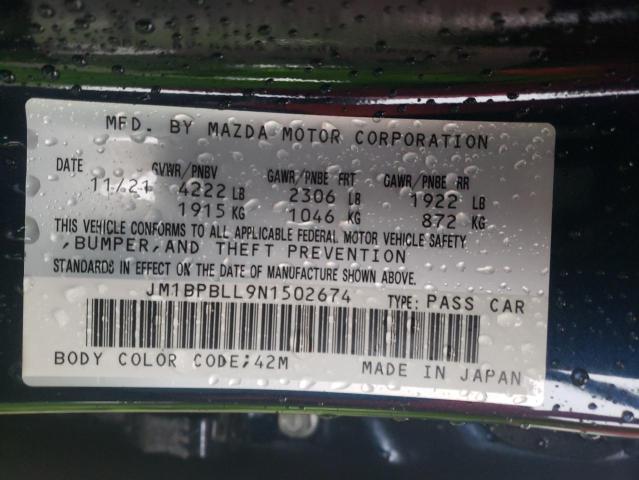 MFD. BY MAZDA MOTOR CORPORATION
DATE GVWR/PNBV GAWR/PNBE FRT GAWR/PNBE RR
11/21 4222 LB 2306 LB 1922 LB
1915 KG 1046 KG 872 KG
THIS VEHICLE CONFORMS TO ALL APPLICABLE FEDERAL MOTOR VEHICLE SAFETY
,BUMPER,AND THEFT PREVENTION
STANDARDS IN EFFECT ON THE DATE OF MANUFACTURE SHOWN ABOVE.
JM1BPBLL9N1502674 TYPE: PASS CAR
BODY COLOR CODE;42M MADE IN JAPAN